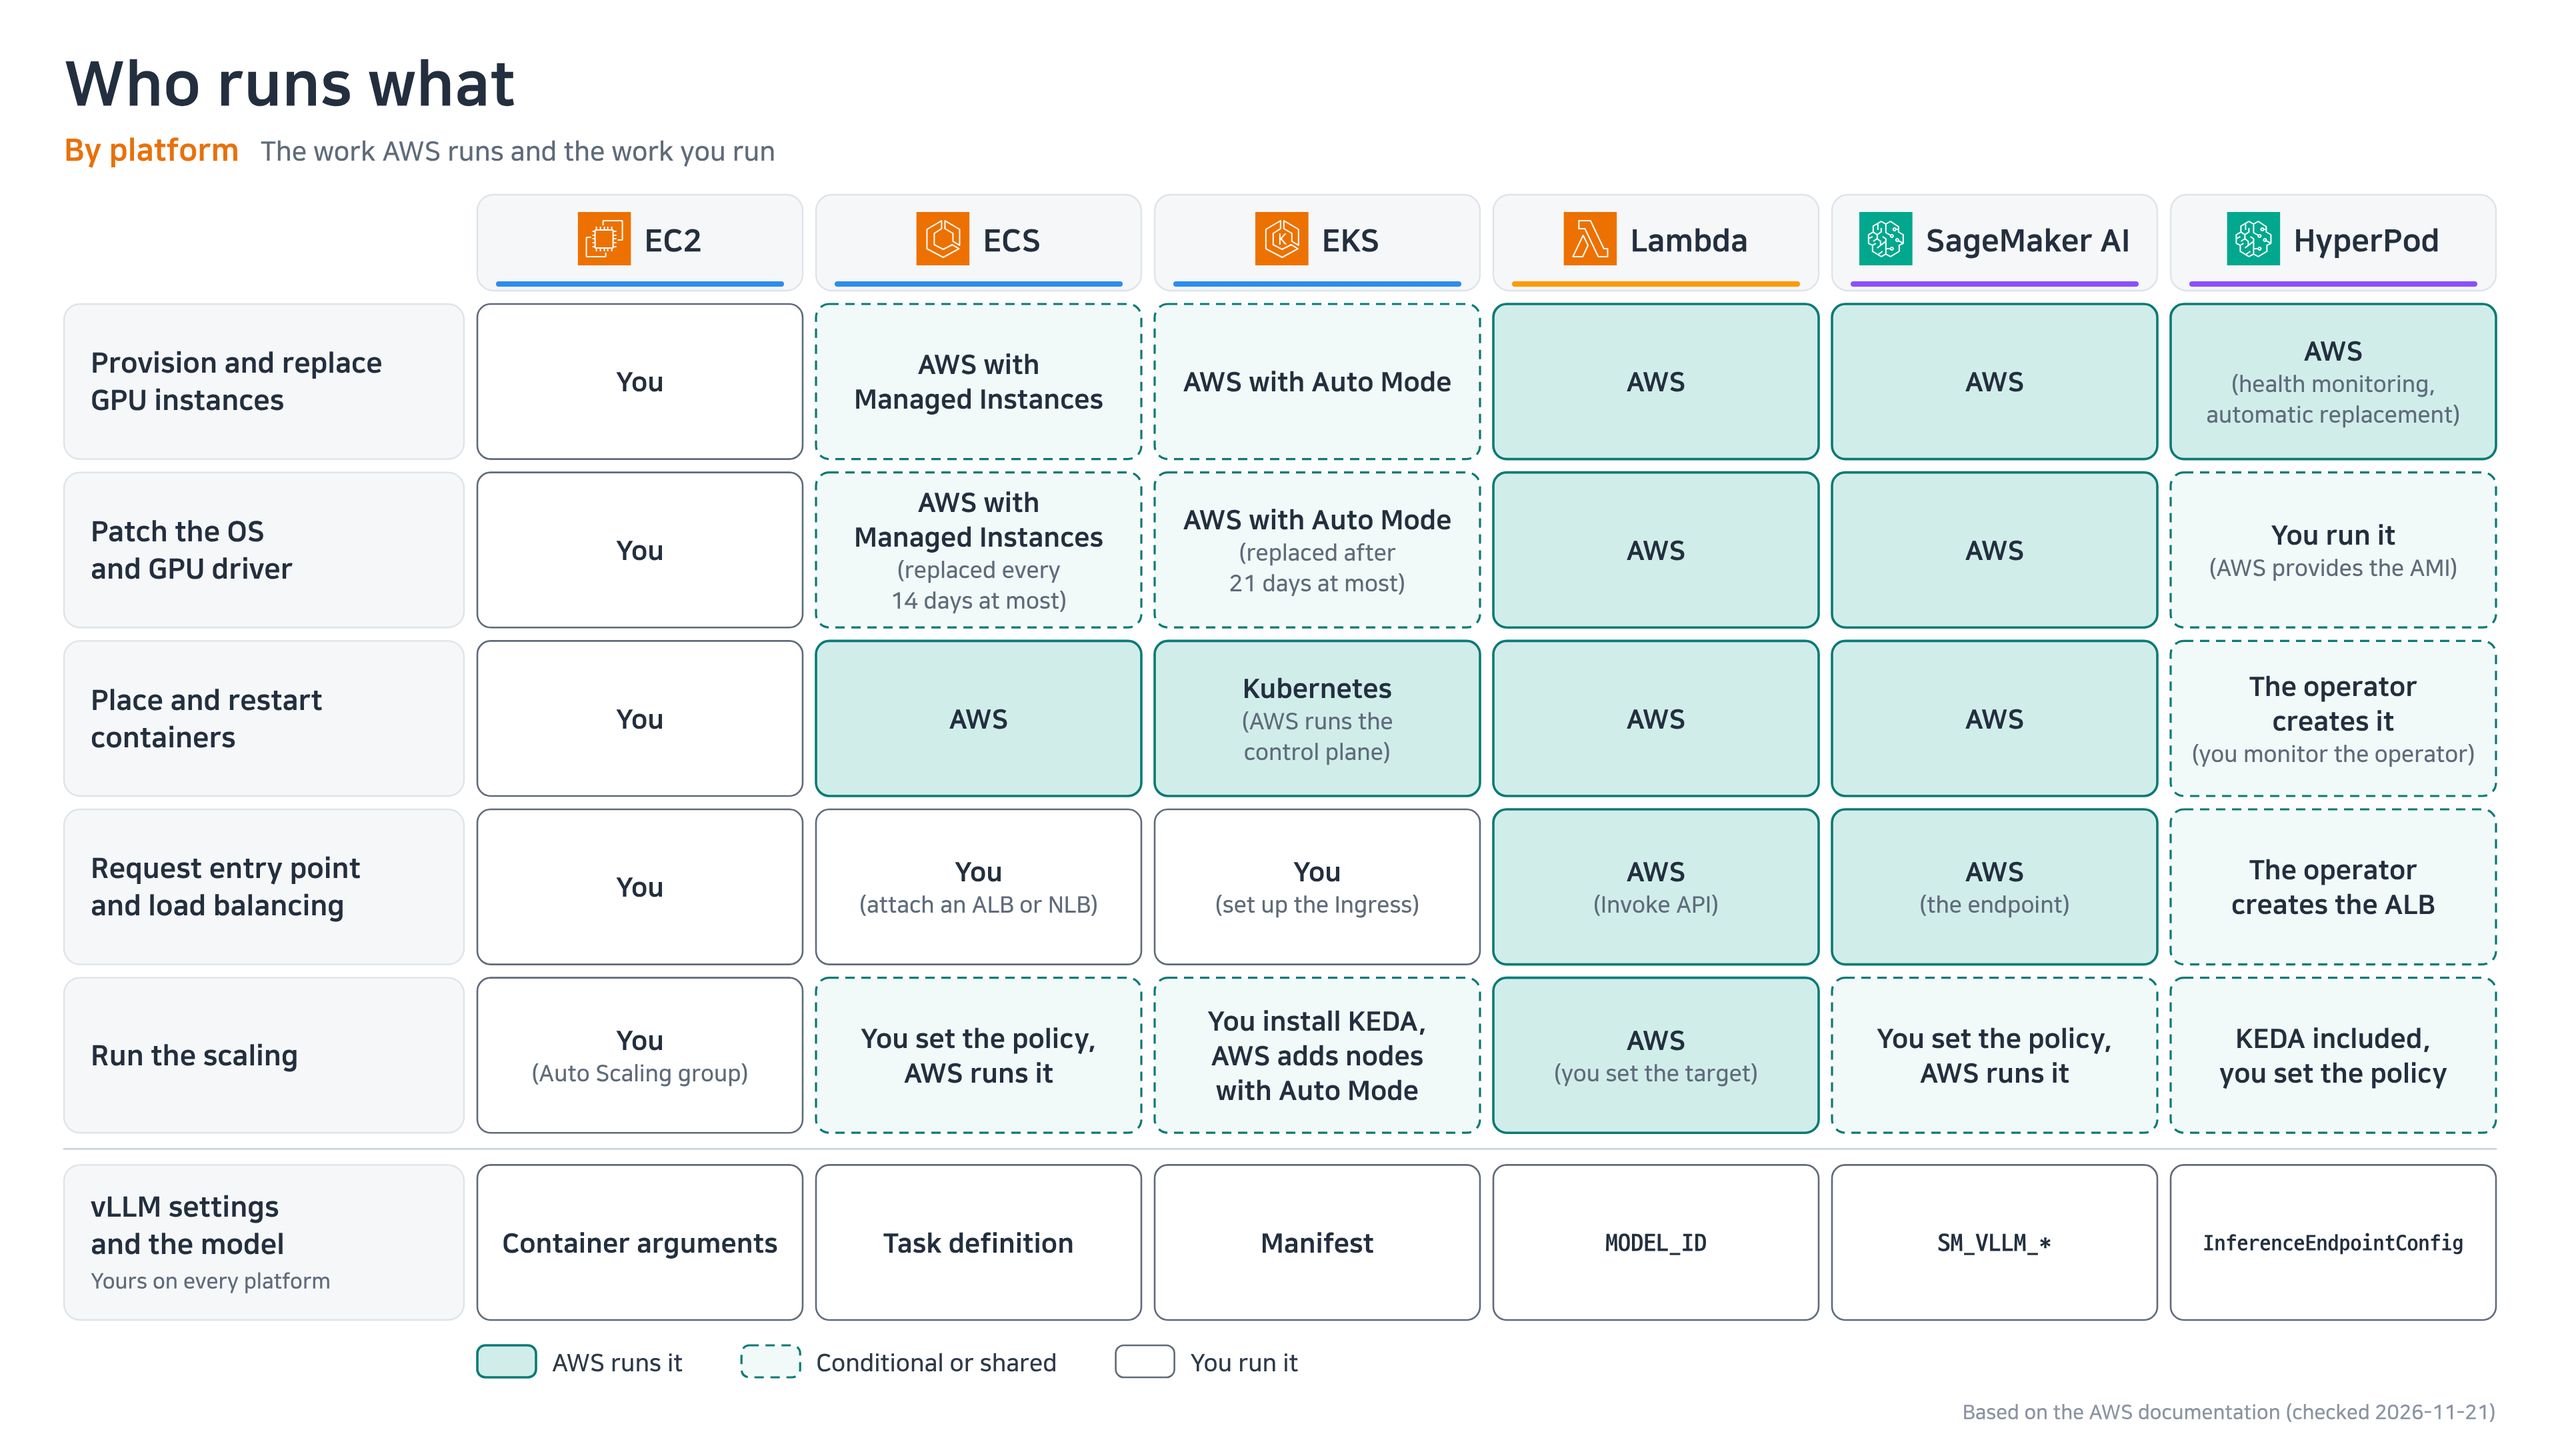 Who runs what
By platform The work AWS runs and the work you run
EC2
ECS
EKS
Lambda
SageMaker AI
HyperPod
Provision and replace
GPU instances
You
AWS with
Managed Instances
AWS with Auto Mode
AWS
AWS
AWS
(health monitoring,
automatic replacement)
Patch the OS
and GPU driver
You
AWS with
Managed Instances
(replaced every
14 days at most)
AWS with Auto Mode
(replaced after
21 days at most)
AWS
AWS
You run it
(AWS provides the AMI)
Place and restart
containers
You
AWS
Kubernetes
(AWS runs the
control plane)
AWS
AWS
The operator
creates it
(you monitor the operator)
Request entry point
and load balancing
You
You
(attach an ALB or NLB)
You
(set up the Ingress)
AWS
(Invoke API)
AWS
(the endpoint)
The operator
creates the ALB
Run the scaling
You
(Auto Scaling group)
You set the policy,
AWS runs it
You install KEDA,
AWS adds nodes
with Auto Mode
AWS
(you set the target)
You set the policy,
AWS runs it
KEDA included,
you set the policy
vLLM settings
and the model
Yours on every platform
Container arguments
Task definition
Manifest
MODEL_ID
SM_VLLM_*
InferenceEndpointConfig
AWS runs it
Conditional or shared
You run it
Based on the AWS documentation (checked 2026-11-21)